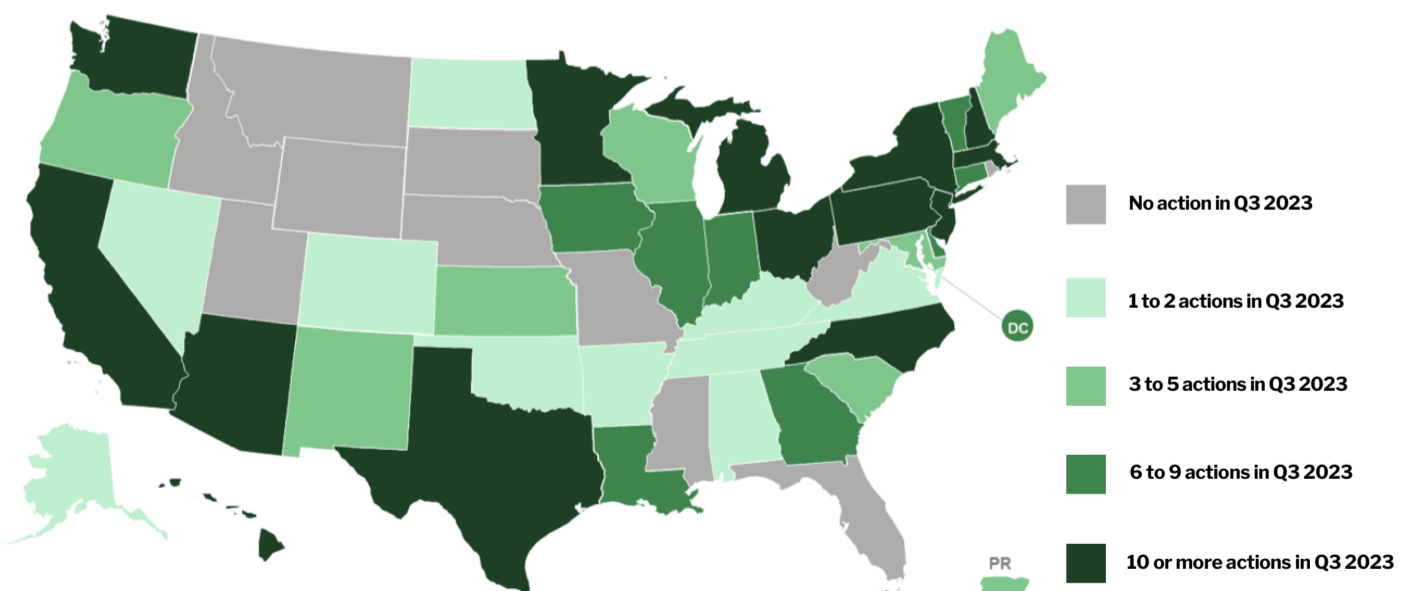 No action in Q3 2023
1 to 2 actions in Q3 2023
3 to 5 actions in Q3 2023
DC
6 to 9 actions in Q3 2023
10 or more actions in Q3 2023
PR